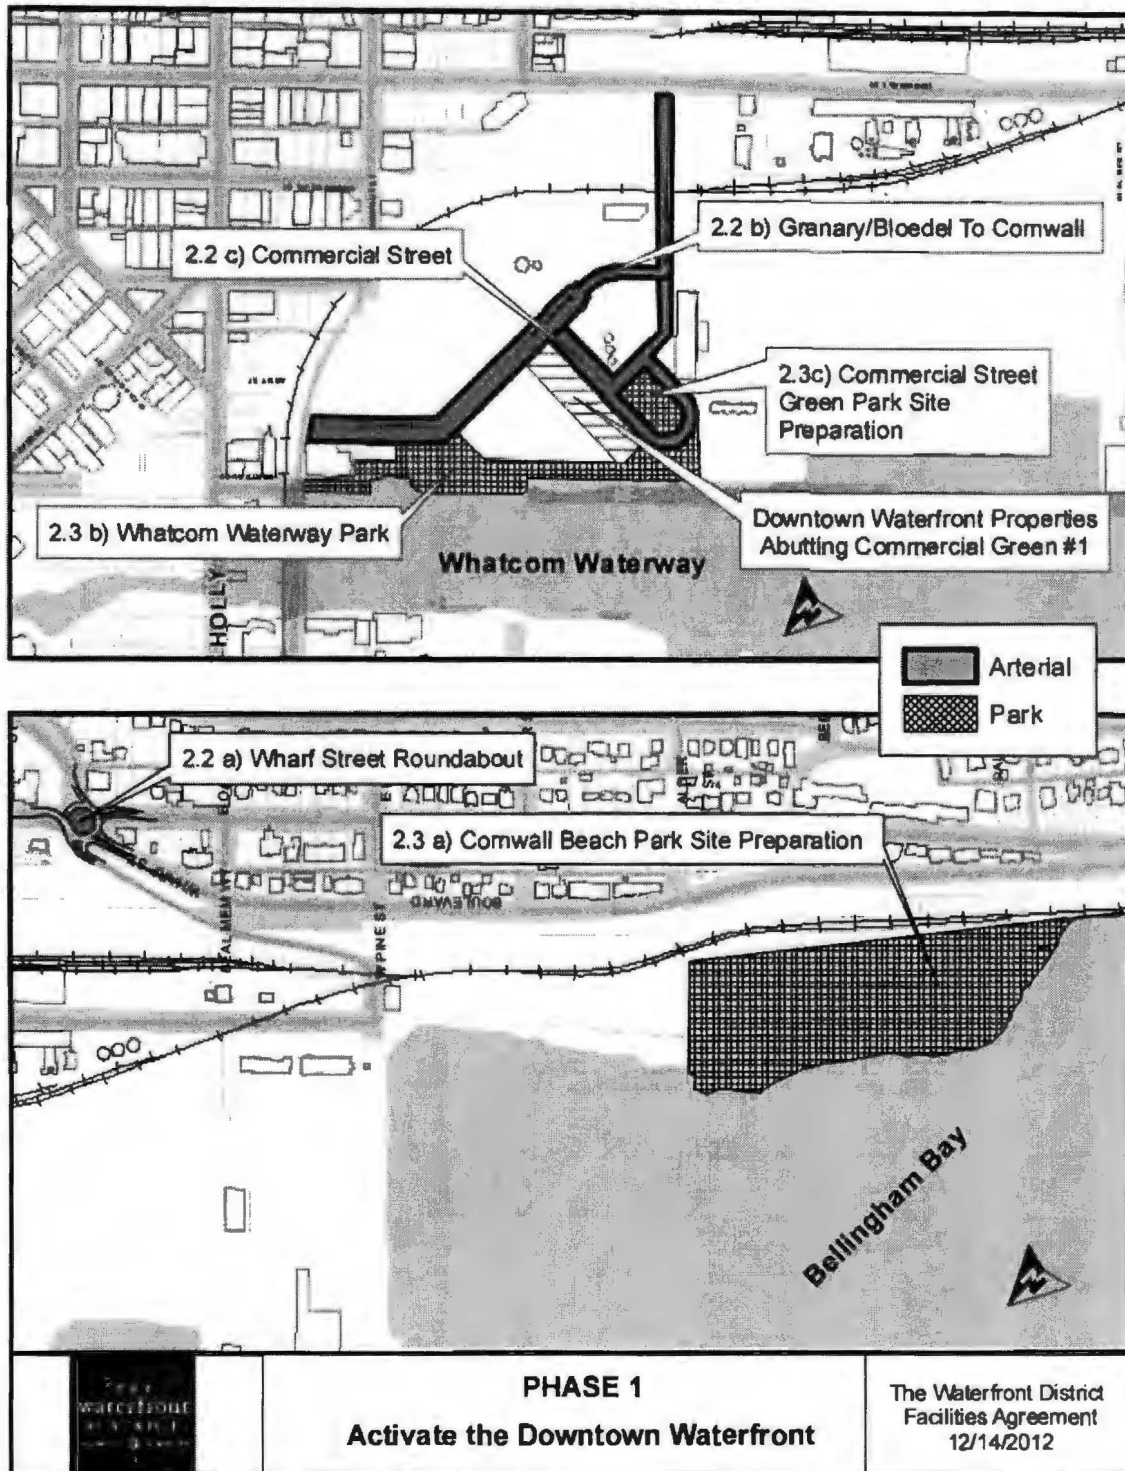 2.2 b) Granary/Bloedel To Cornwall
2.2 c) Commercial Street
2.3c) Commercial Street
Green Park Site
Preparation
2.3 b) Whatcom Waterway Park
Downtown Waterfront Properties
Abutting Commercial Green #1
Whatcom Waterway
HOLLY
Arterial
Park
2.2 a) Wharf Street Roundabout
2.3 a) Cornwall Beach Park Site Preparation
BOULEVARD
PINE ST
Bellingham Bay
waterfront
PHASE 1
Activate the Downtown Waterfront
The Waterfront District
Facilities Agreement
12/14/2012